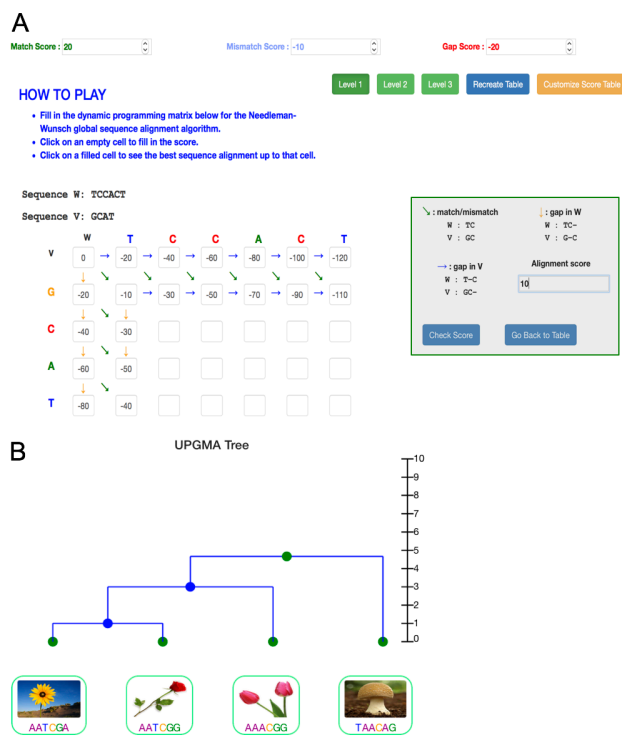 A
Match Score : 20
Mismatch Score : -10
Gap Score : -20
Level 1 Level 2 Level 3 Recreate Table Customize Score Table
HOW TO PLAY
• Fill in the dynamic programming matrix below for the Needleman-
Wunsch global sequence alignment algorithm.
• Click on an empty cell to fill in the score.
• Click on a filled cell to see the best sequence alignment up to that cell.
Sequence W: TCCACT
Sequence V: GCAT
W T C C A C T
V 0 → -20 → -40 → -60 → -80 → -100 → -120
G -20 -10 → -30 → -50 → -70 → -90 → -110
C -40 -30
A -60 -50
T -80 -40
↘ : match/mismatch
W : TC
V : GC
↓ : gap in W
W : TC-
V : G-C
→ : gap in V
W : T-C
V : GC-
Alignment score
10
Check Score Go Back to Table
B
UPGMA Tree
10
9
8
7
6
5
4
3
2
1
0
AATCGA AATCGG AAACGG TAACAG